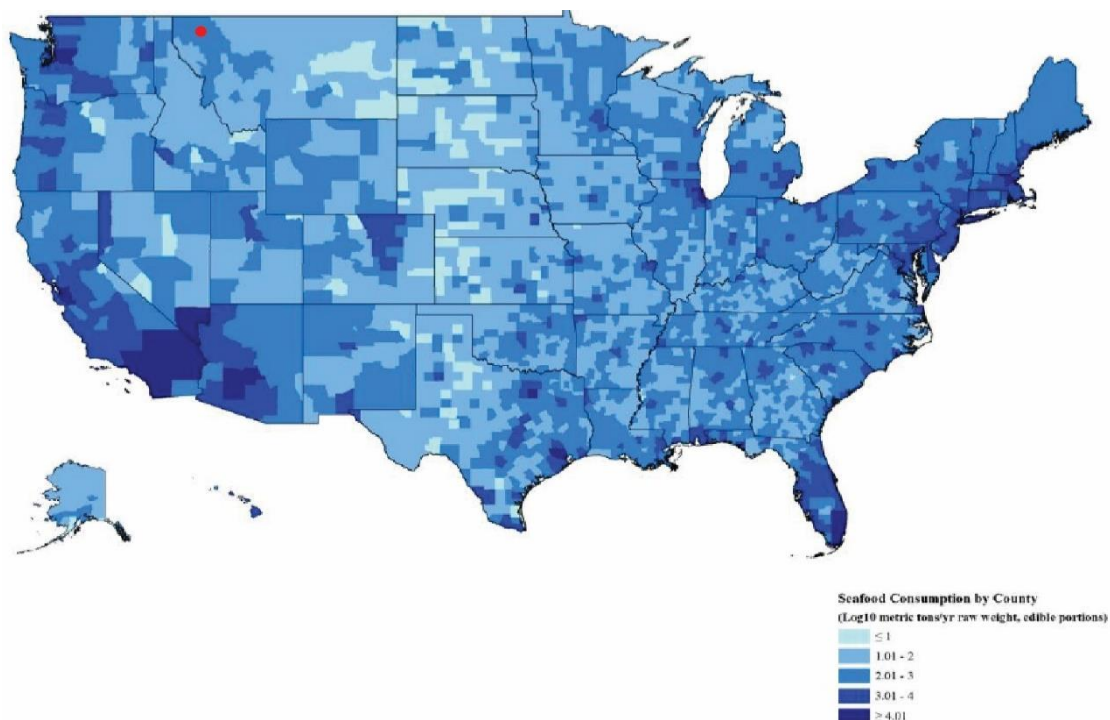 Seafood Consumption by County
(Log10 metric tons/yr raw weight, edible portions)
≤ 1
1.01 - 2
2.01 - 3
3.01 - 4
> 4.01